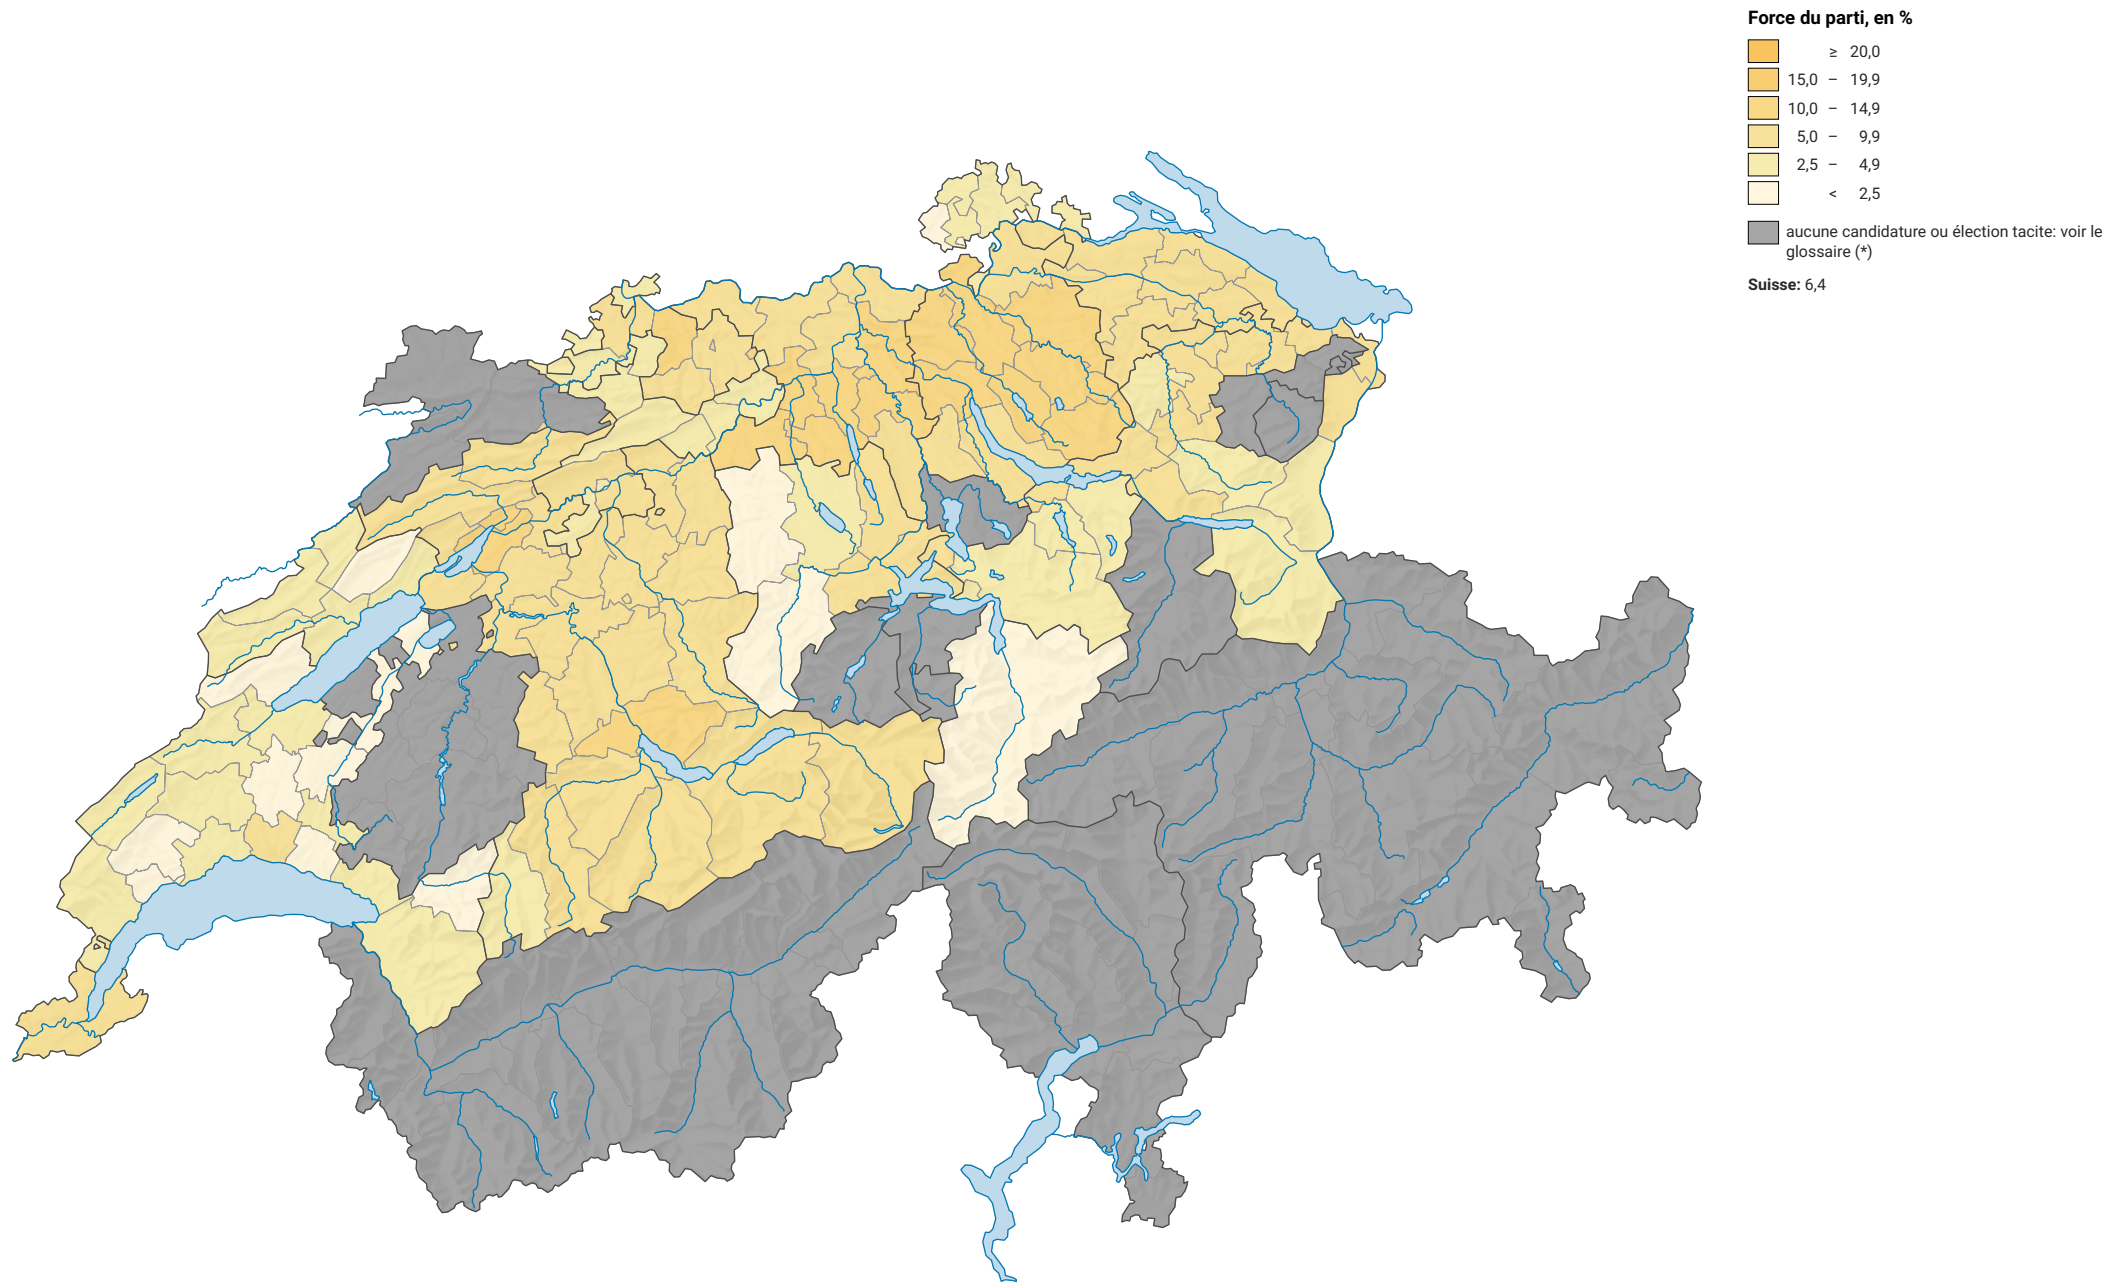 Force du parti, en %
≥ 20,0
15,0 – 19,9
10,0 – 14,9
5,0 – 9,9
2,5 – 4,9
< 2,5
aucune candidature ou élection tacite: voir le
glossaire (*)
Suisse: 6,4